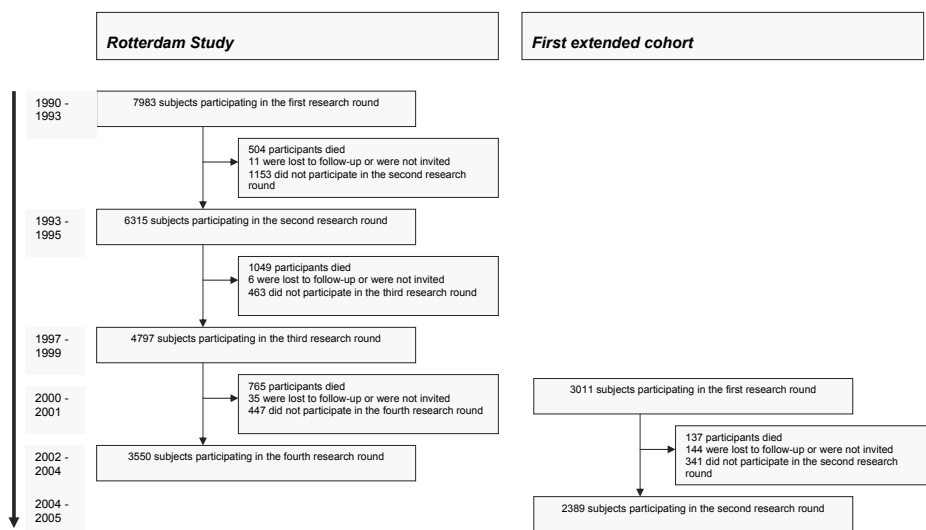 Rotterdam Study
First extended cohort
1990 -
1993
7983 subjects participating in the first research round
504 participants died
11 were lost to follow-up or were not invited
1153 did not participate in the second research
round
1993 -
1995
6315 subjects participating in the second research round
1049 participants died
6 were lost to follow-up or were not invited
463 did not participate in the third research round
1997 -
1999
4797 subjects participating in the third research round
765 participants died
35 were lost to follow-up or were not invited
447 did not participate in the fourth research round
2000 -
2001
3011 subjects participating in the first research round
137 participants died
144 were lost to follow-up or were not invited
341 did not participate in the second research
round
2002 -
2004
3550 subjects participating in the fourth research round
2004 -
2005
2389 subjects participating in the second research round